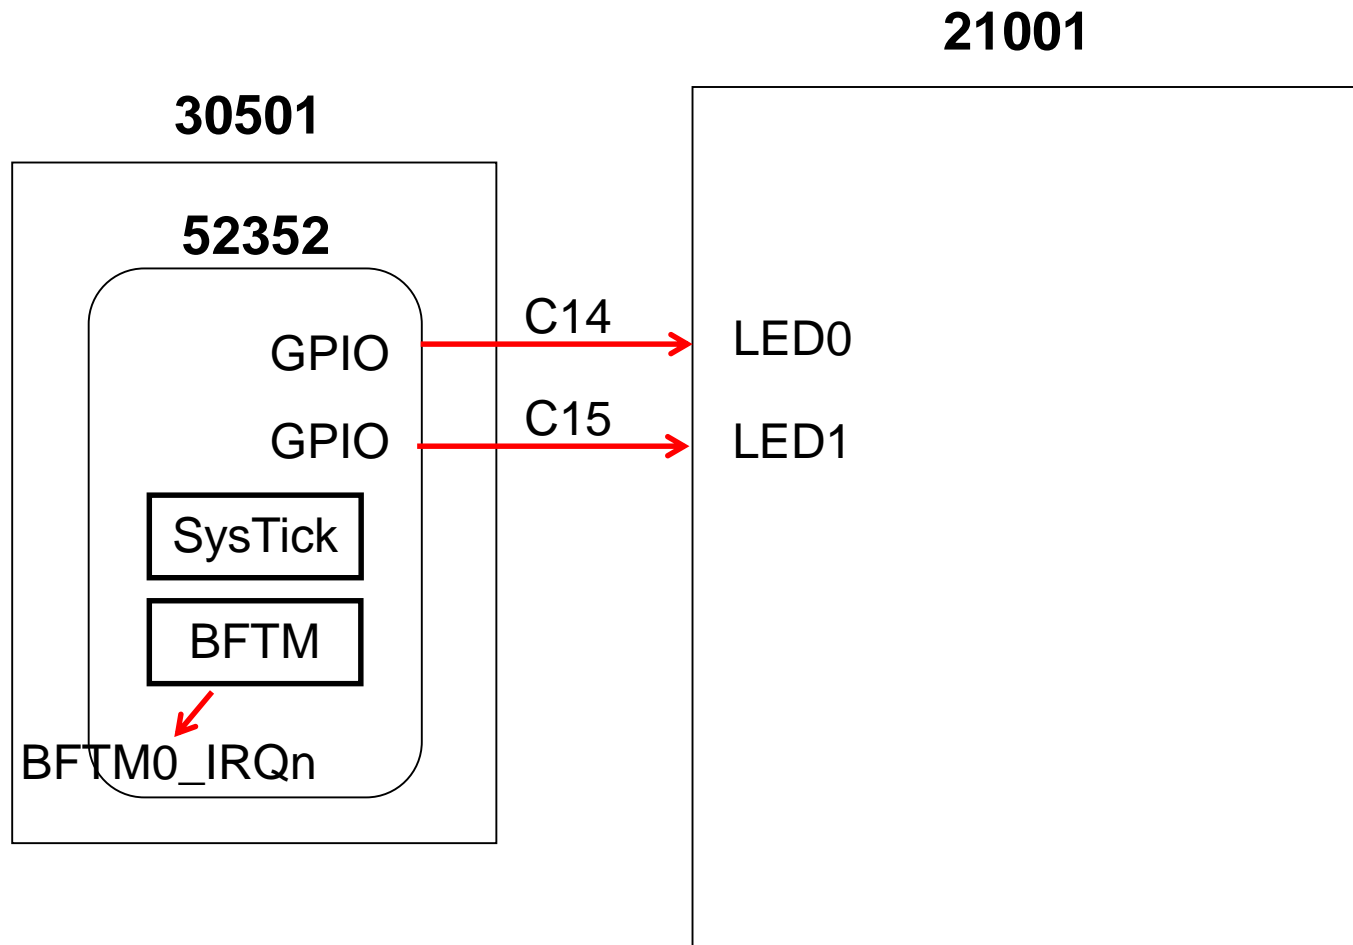 21001
30501
52352
GPIO
C14
LED0
GPIO
C15
LED1
SysTick
BFTM
BFTM0_IRQn